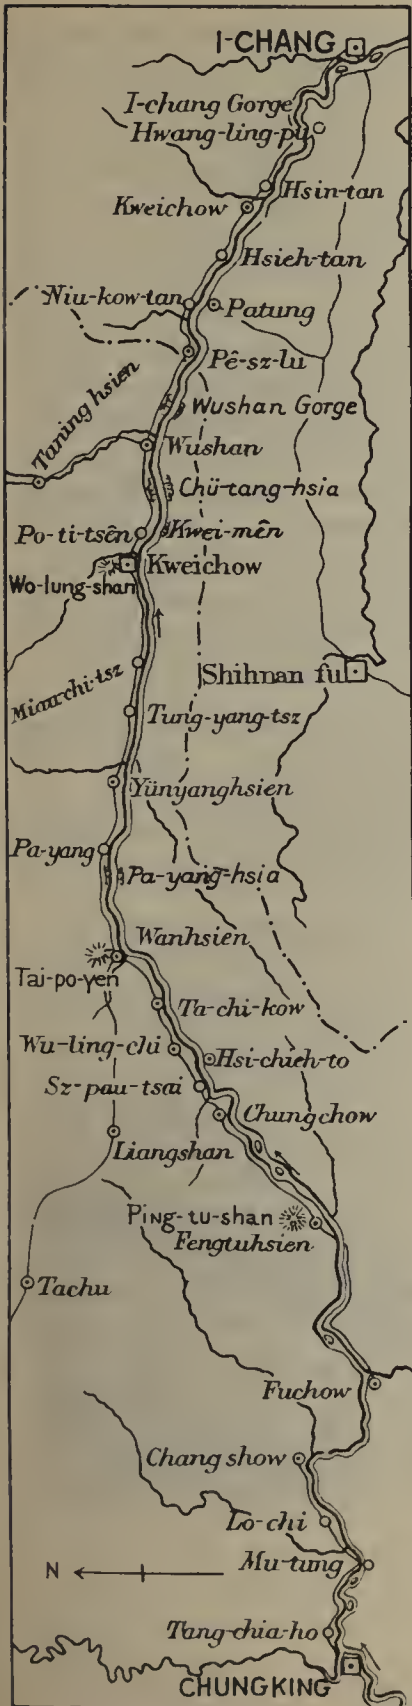 I-CHANG
I-chang Gorge
Hwang-ling-pu
Hsin-tan
Kweichow
Hsieh-tan
Niu-kow-tan
Patung
Pê-sz-lu
Taning hsien
Wushan Gorge
Wushan
Chü-tang-hsia
Po-ti-tsên
Kwei-mên
Kweichow
Wo-lung-shan
Shihnan fu
Miau-chi-tsz
Tung-yang-tsz
Yünyanghsien
Pa-yang
Pa-yang-hsia
Wanhsien
Tai-po-yen
Ta-chi-kow
Wu-ling-chi
Hsi-chieh-to
Sz-pau-tsai
Chungchow
Liangshan
Ping-tu-shan
Fengtuhsien
Tachu
Fuchow
Chang show
Lo-chi
Mu-tung
N
Tang-chia-ho
CHUNGKING